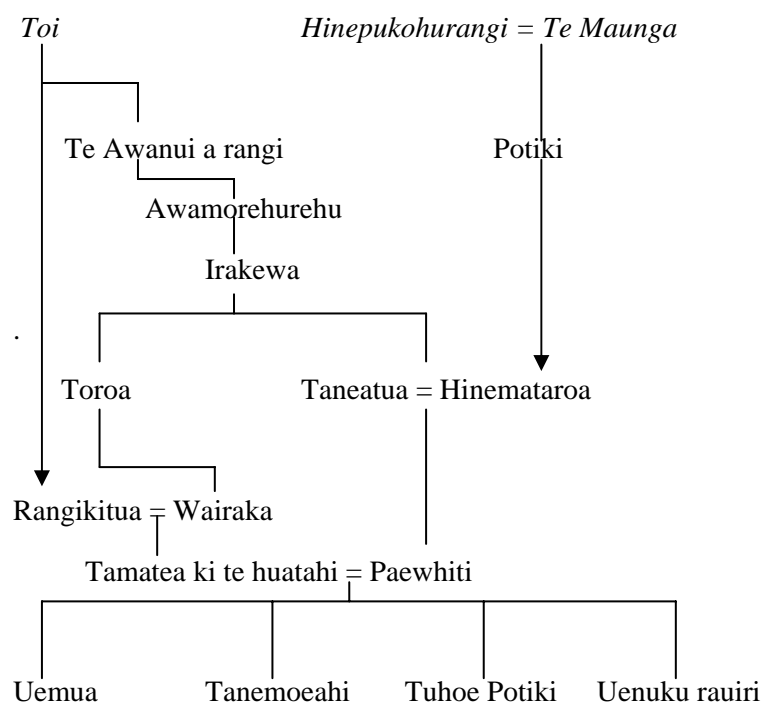 Toi Hinepukohurangi = Te Maunga
Te Awanui a rangi Potiki
Awamorehurehu
Irakewa
.
Toroa Taneatua = Hinemataroa
Rangikitua = Wairaka
Tamatea ki te huatahi = Paewhiti
Uemua Tanemoeahi Tuhoe Potiki Uenuku rauiri